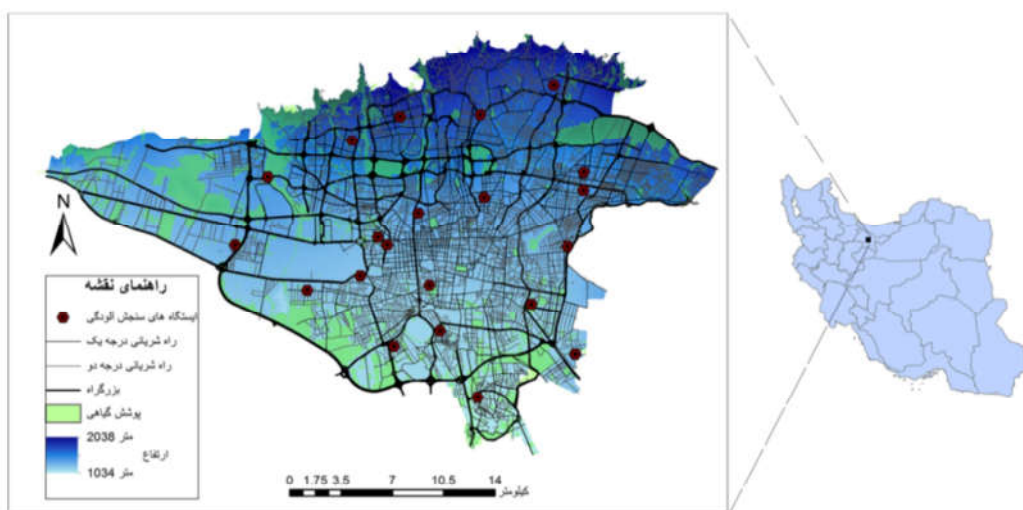 N
راهنمای نقشه
ایستگاه های سنجش آلودگی
راه شریانی درجه یک
راه شریانی درجه دو
بزرگراه
پوشش گیاهی
2038 متر
ارتفاع
1034 متر
0 1.75 3.5 7 10.5 14
کیلومتر